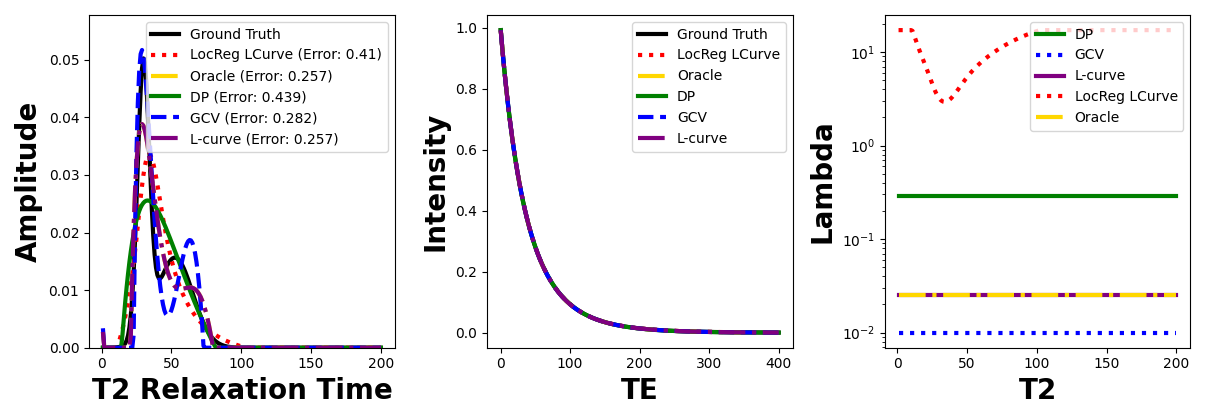 Amplitude
0.05
0.04
0.03
0.02
0.01
0.00
Ground Truth
LocReg LCurve (Error: 0.41)
Oracle (Error: 0.257)
DP (Error: 0.439)
GCV (Error: 0.282)
L-curve (Error: 0.257)
0 50 100 150 200
T2 Relaxation Time
Intensity
1.0
0.8
0.6
0.4
0.2
0.0
Ground Truth
LocReg LCurve
Oracle
DP
GCV
L-curve
0 100 200 300 400
TE
Lambda
10¹
10⁰
10⁻¹
10⁻²
DP
GCV
L-curve
LocReg LCurve
Oracle
0 50 100 150 200
T2